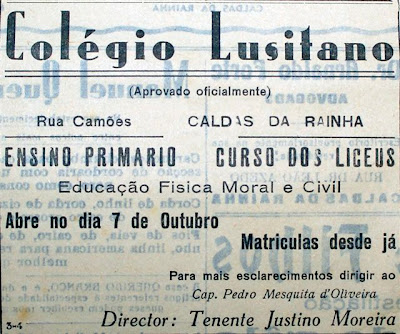 Colégio Lusitano
(Aprovado oficialmente)
Rua Camões CALDAS DA RAINHA
ENSINO PRIMARIO CURSO DOS LICEUS
Educação Fisica Moral e Civil
Abre no dia 7 de Outubro
Matriculas desde já
Para mais esclarecimentos dirigir ao
Cap. Pedro Mesquita d'Oliveira
3-4 Director: Tenente Justino Moreira